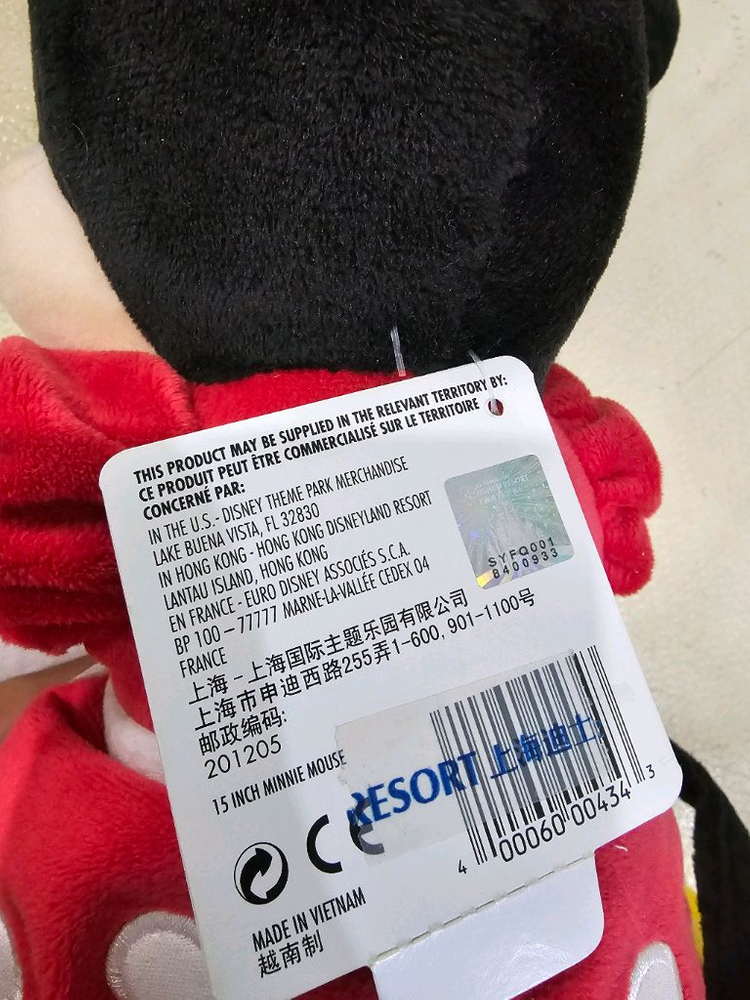 THIS PRODUCT MAY BE SUPPLIED IN THE RELEVANT TERRITORY BY:
CE PRODUIT PEUT ÊTRE COMMERCIALISÉ SUR LE TERRITOIRE
CONCERNÉ PAR:
IN THE U.S.- DISNEY THEME PARK MERCHANDISE
LAKE BUENA VISTA, FL 32830
IN HONG KONG - HONG KONG DISNEYLAND RESORT
LANTAU ISLAND, HONG KONG
EN FRANCE - EURO DISNEY ASSOCIÉS S.C.A.
BP 100 – 77777 MARNE-LA-VALLÉE CEDEX 04
FRANCE
上海 - 上海国际主题乐园有限公司
上海市申迪西路255弄1-600, 901-1100号
邮政编码:
201205
SYFQ001
8400933
15 INCH MINNIE MOUSE
RESORT 上海迪士
CE
4 00060 00434 3
MADE IN VIETNAM
越南制